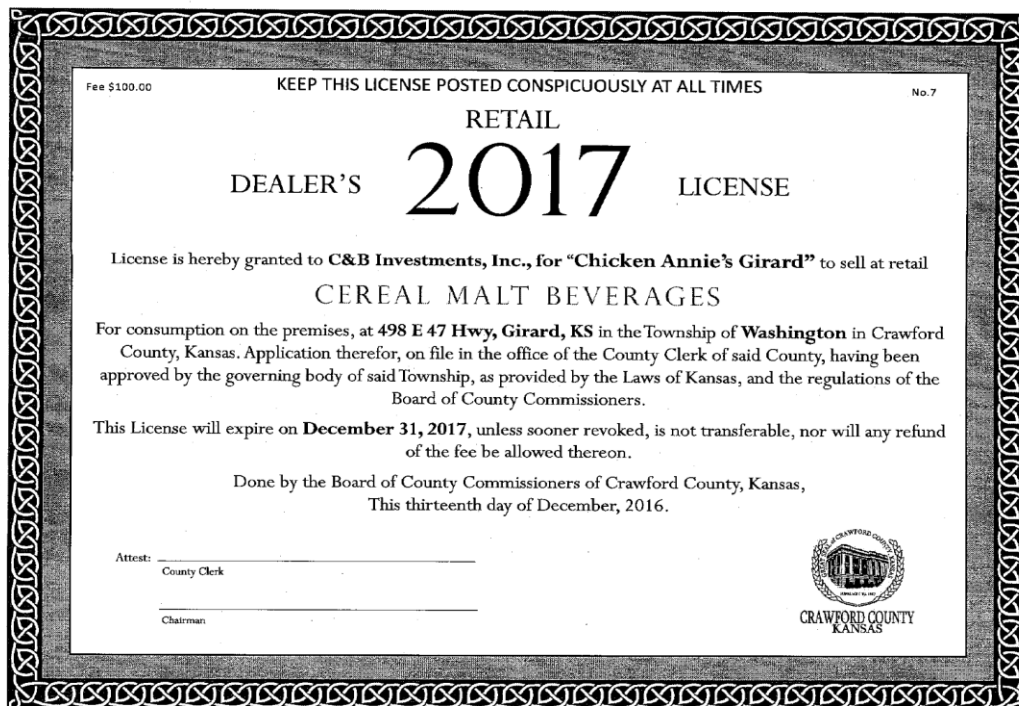 Fee $100.00 KEEP THIS LICENSE POSTED CONSPICUOUSLY AT ALL TIMES No.7
RETAIL
DEALER'S 2017 LICENSE
License is hereby granted to C&B Investments, Inc., for "Chicken Annie's Girard" to sell at retail
CEREAL MALT BEVERAGES
For consumption on the premises, at 498 E 47 Hwy, Girard, KS in the Township of Washington in Crawford
County, Kansas. Application therefor, on file in the office of the County Clerk of said County, having been
approved by the governing body of said Township, as provided by the Laws of Kansas, and the regulations of the
Board of County Commissioners.
This License will expire on December 31, 2017, unless sooner revoked, is not transferable, nor will any refund
of the fee be allowed thereon.
Done by the Board of County Commissioners of Crawford County, Kansas,
This thirteenth day of December, 2016.
Attest:
County Clerk
Chairman
CRAWFORD COUNTY
KANSAS